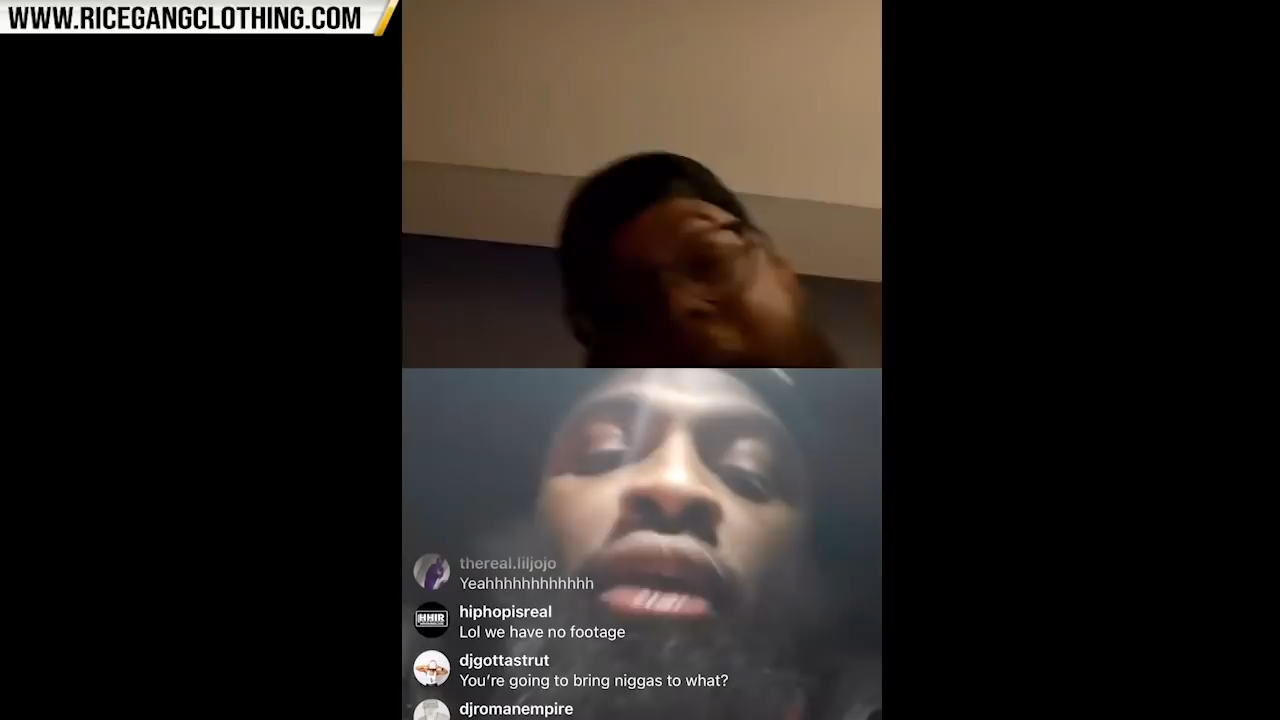 WWW.RICEGANGCLOTHING.COM
thereal.liljojo
Yeahhhhhhhhhhhh
HHIR
hiphopisreal
Lol we have no footage
djgottastrut
You’re going to bring niggas to what?
djromanempire